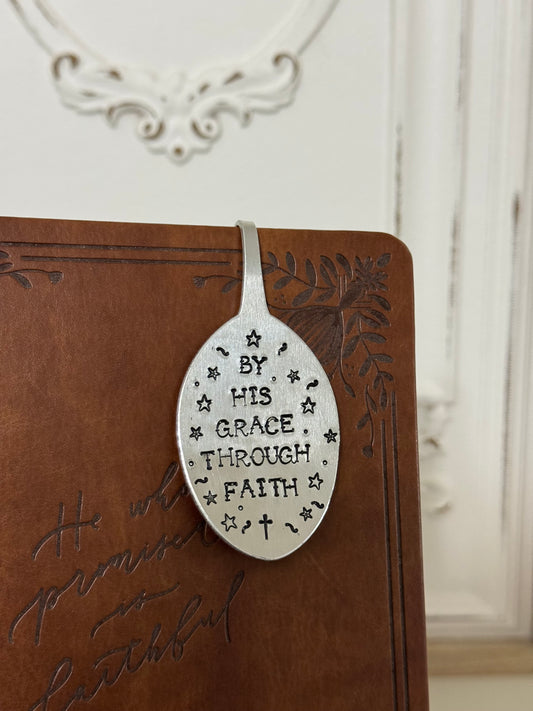 BY
HIS
GRACE
THROUGH
FAITH
He who
promised
is
faithful